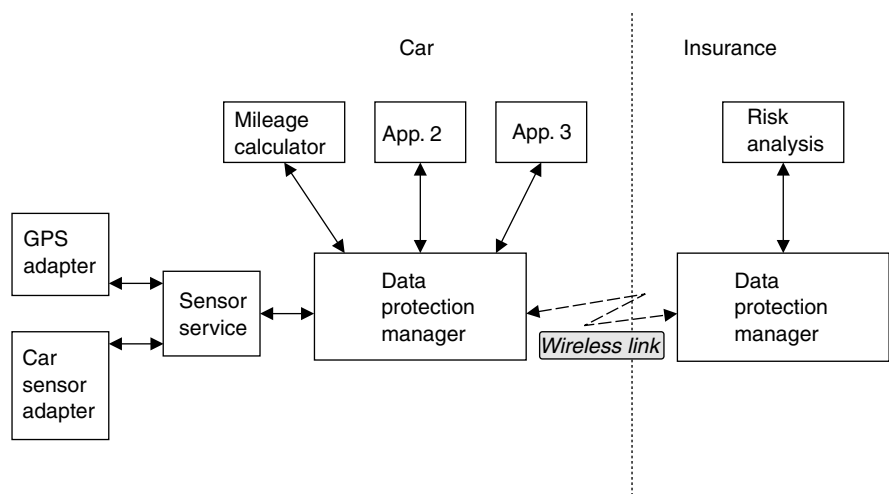 Car
Insurance
Mileage
calculator
App. 2
App. 3
Risk
analysis
GPS
adapter
Sensor
service
Data
protection
manager
Data
protection
manager
Wireless link
Car
sensor
adapter